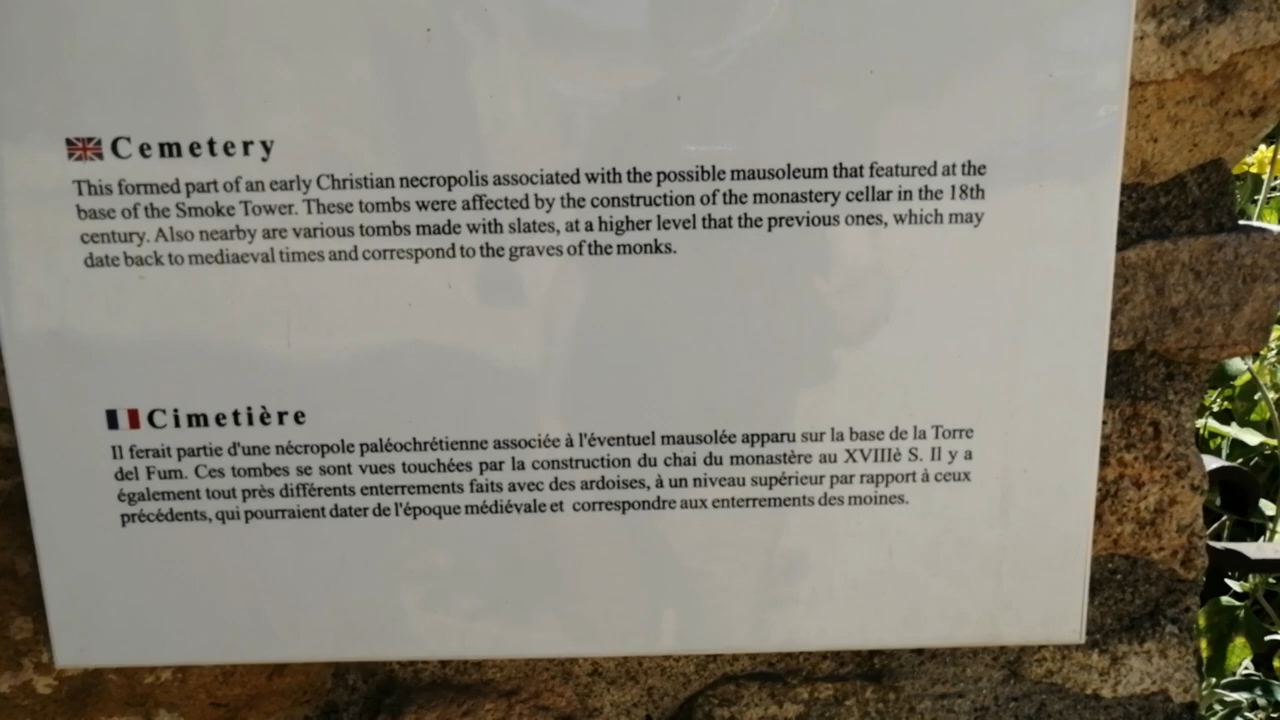 Cemetery
This formed part of an early Christian necropolis associated with the possible mausoleum that featured at the
base of the Smoke Tower. These tombs were affected by the construction of the monastery cellar in the 18th
century. Also nearby are various tombs made with slates, at a higher level that the previous ones, which may
date back to mediaeval times and correspond to the graves of the monks.
Cimetière
Il ferait partie d'une nécropole paléochrétienne associée à l'éventuel mausolée apparu sur la base de la Torre
del Fum. Ces tombes se sont vues touchées par la construction du chai du monastère au XVIIIè S. Il y a
également tout près différents enterrements faits avec des ardoises, à un niveau supérieur par rapport à ceux
précédents, qui pourraient dater de l'époque médiévale et correspondre aux enterrements des moines.